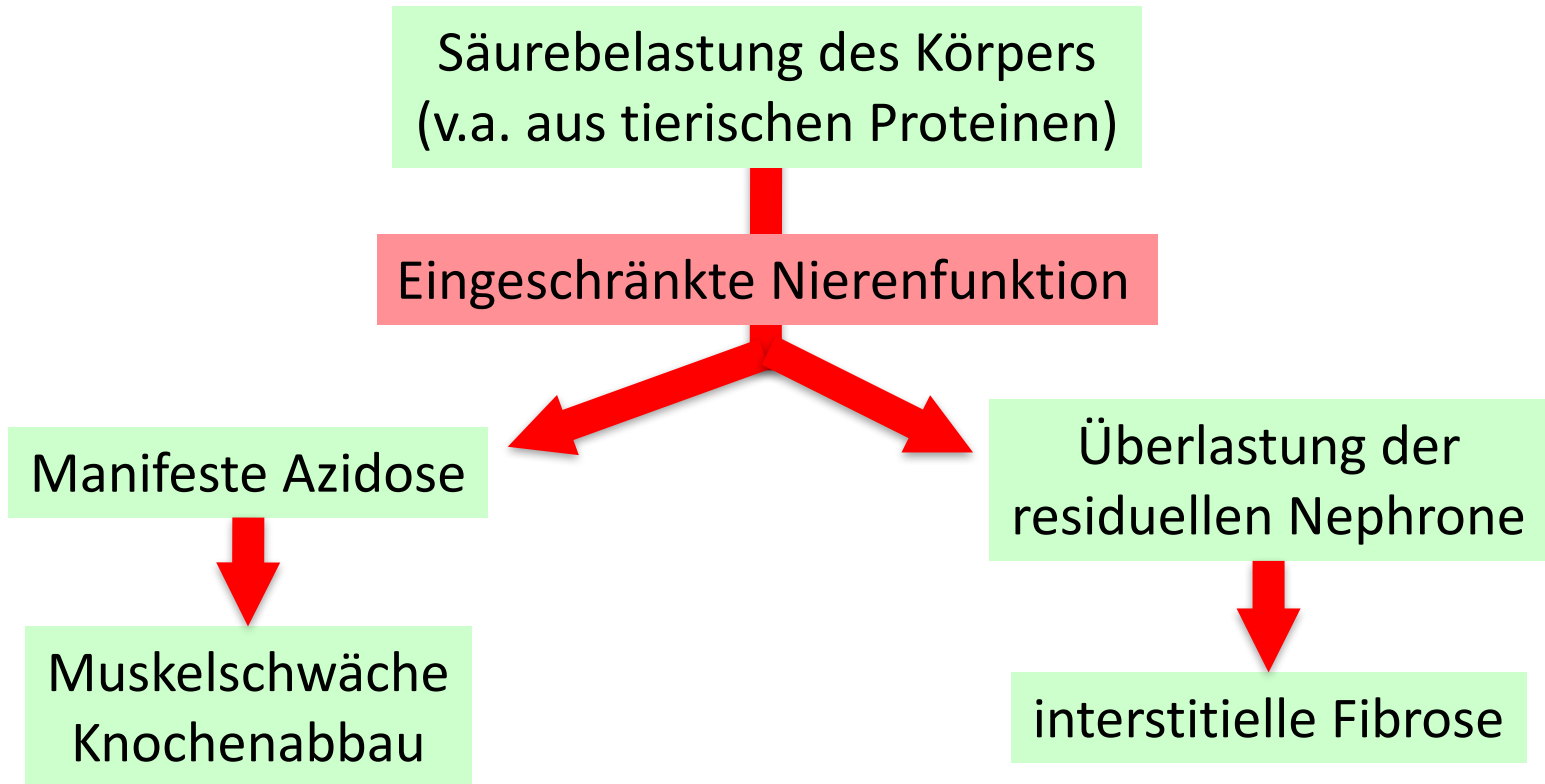 Säurebelastung des Körpers
(v.a. aus tierischen Proteinen)
Eingeschränkte Nierenfunktion
Manifeste Azidose
Muskelschwäche
Knochenabbau
Überlastung der
residuellen Nephrone
interstitielle Fibrose